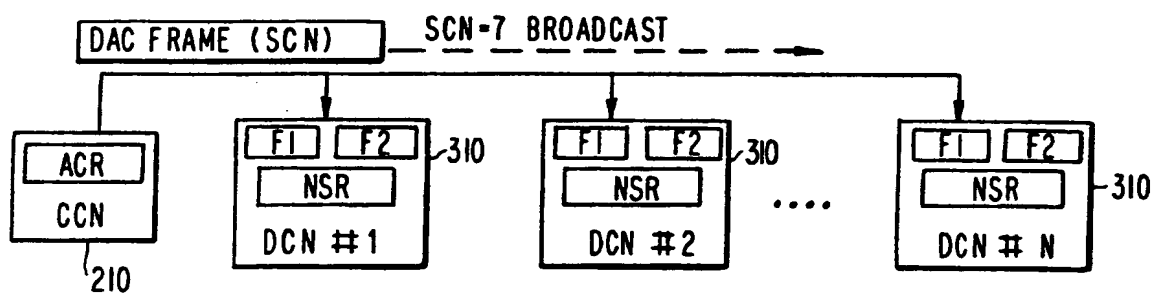 DAC FRAME (SCN)
SCN=7 BROADCAST
ACR
CCN
210
F1 F2
NSR
DCN #1
310
F1 F2
NSR
DCN #2
310
....
F1 F2
NSR
DCN # N
310